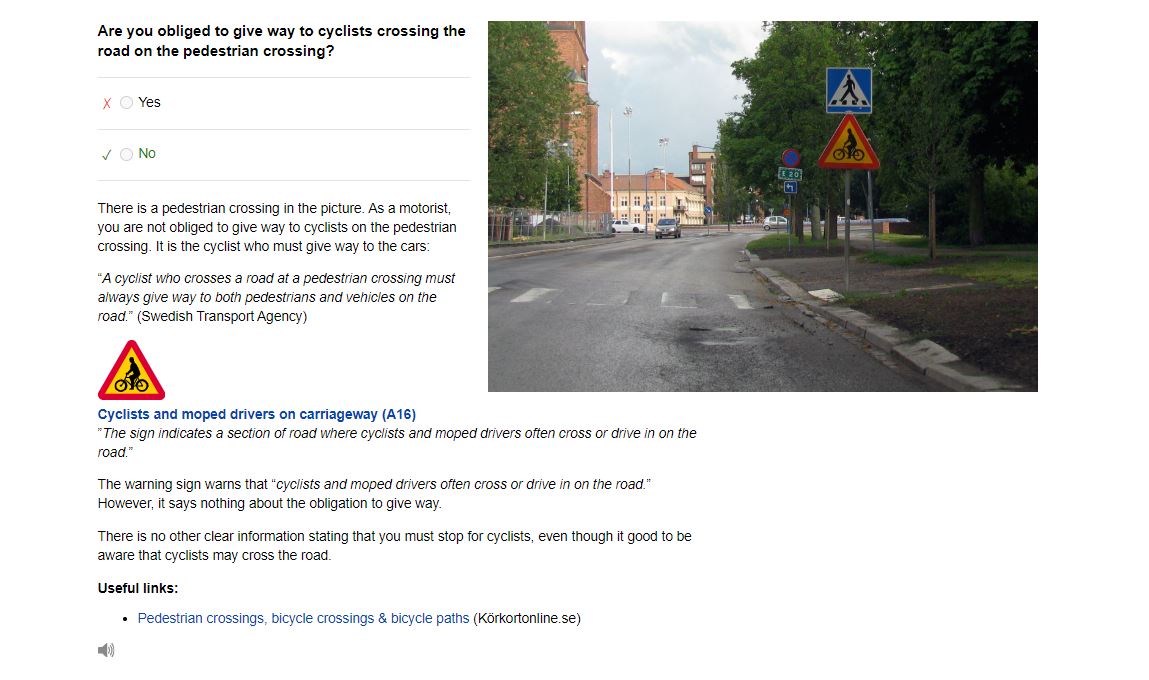 Are you obliged to give way to cyclists crossing the
road on the pedestrian crossing?
Yes
No
There is a pedestrian crossing in the picture. As a motorist,
you are not obliged to give way to cyclists on the pedestrian
crossing. It is the cyclist who must give way to the cars:
“A cyclist who crosses a road at a pedestrian crossing must
always give way to both pedestrians and vehicles on the
road.” (Swedish Transport Agency)
E 20
Cyclists and moped drivers on carriageway (A16)
”The sign indicates a section of road where cyclists and moped drivers often cross or drive in on the
road.”
The warning sign warns that “cyclists and moped drivers often cross or drive in on the road.”
However, it says nothing about the obligation to give way.
There is no other clear information stating that you must stop for cyclists, even though it good to be
aware that cyclists may cross the road.
Useful links:
• Pedestrian crossings, bicycle crossings & bicycle paths (Körkortonline.se)